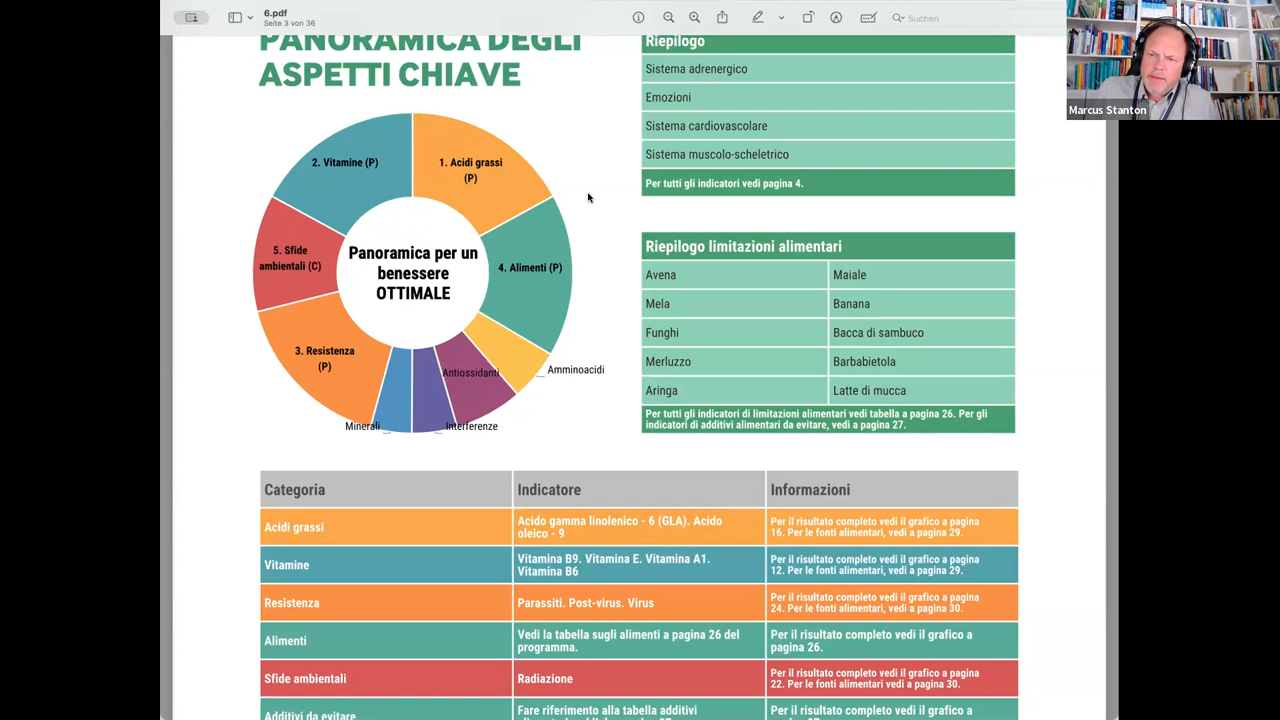 6.pdf
Seite 3 von 36
Suchen
Marcus Stanton
PANORAMICA DEGLI
ASPETTI CHIAVE
2. Vitamine (P)
1. Acidi grassi
(P)
5. Sfide
ambientali (C)
4. Alimenti (P)
Panoramica per un
benessere
OTTIMALE
3. Resistenza
(P)
Antiossidanti
Amminoacidi
Minerali
Interferenze
Riepilogo
Sistema adrenergico
Emozioni
Sistema cardiovascolare
Sistema muscolo-scheletrico
Per tutti gli indicatori vedi pagina 4.
Riepilogo limitazioni alimentari
Avena Maiale
Mela Banana
Funghi Bacca di sambuco
Merluzzo Barbabietola
Aringa Latte di mucca
Per tutti gli indicatori di limitazioni alimentari vedi tabella a pagina 26. Per gli
indicatori di additivi alimentari da evitare, vedi a pagina 27.
Categoria Indicatore Informazioni
Acidi grassi
Acido gamma linolenico - 6 (GLA). Acido
oleico - 9
Per il risultato completo vedi il grafico a pagina
16. Per le fonti alimentari, vedi a pagina 29.
Vitamine
Vitamina B9. Vitamina E. Vitamina A1.
Vitamina B6
Per il risultato completo vedi il grafico a pagina
12. Per le fonti alimentari, vedi a pagina 29.
Resistenza
Parassiti. Post-virus. Virus
Per il risultato completo vedi il grafico a pagina
24. Per le fonti alimentari, vedi a pagina 30.
Alimenti
Vedi la tabella sugli alimenti a pagina 26 del
programma.
Per il risultato completo vedi il grafico a
pagina 26.
Sfide ambientali
Radiazione
Per il risultato completo vedi il grafico a pagina
22. Per le fonti alimentari vedi a pagina 30.
Additivi da evitare
Fare riferimento alla tabella additivi
Per il risultato completo vedi il grafico a